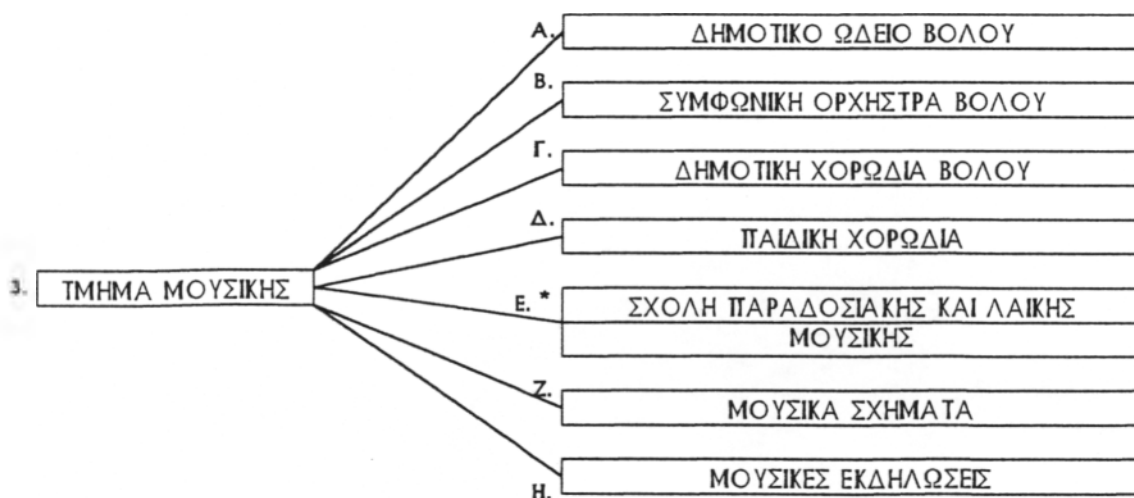 Α. ΔΗΜΟΤΙΚΟ ΩΔΕΙΟ ΒΟΛΟΥ
Β. ΣΥΜΦΩΝΙΚΗ ΟΡΧΗΣΤΡΑ ΒΟΛΟΥ
Γ. ΔΗΜΟΤΙΚΗ ΧΟΡΩΔΙΑ ΒΟΛΟΥ
Δ. ΠΑΙΔΙΚΗ ΧΟΡΩΔΙΑ
3. ΤΜΗΜΑ ΜΟΥΣΙΚΗΣ
Ε. * ΣΧΟΛΗ ΠΑΡΑΔΟΣΙΑΚΗΣ ΚΑΙ ΛΑΙΚΗΣ
ΜΟΥΣΙΚΗΣ
Ζ. ΜΟΥΣΙΚΑ ΣΧΗΜΑΤΑ
Η. ΜΟΥΣΙΚΕΣ ΕΚΔΗΛΩΣΕΙΣ